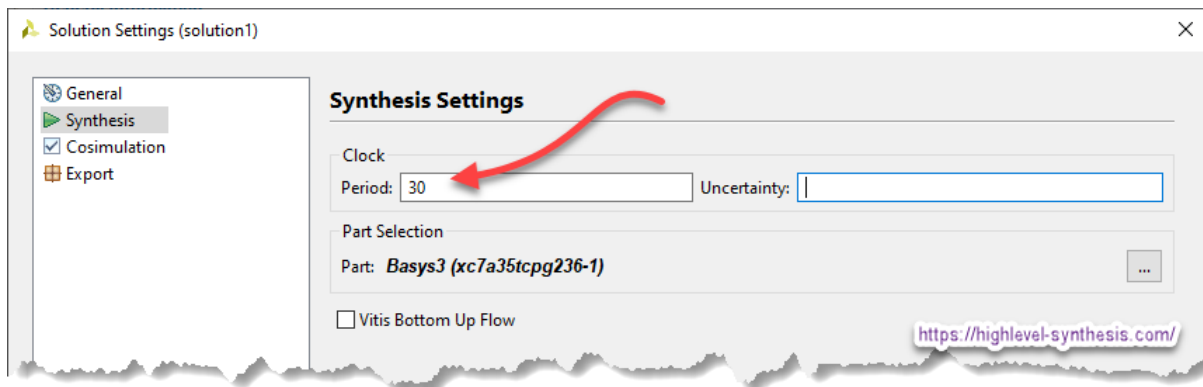 Solution Settings (solution1)
General
Synthesis
Cosimulation
Export
Synthesis Settings
Clock
Period: 30 Uncertainty:
Part Selection
Part: Basys3 (xc7a35tcpg236-1) ...
Vitis Bottom Up Flow
https://highlevel-synthesis.com/